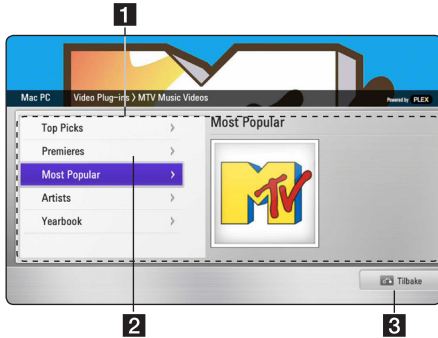 1
Mac PC Video Plug-ins > MTV Music Videos Powered by PLEX
Top Picks >
Premieres >
Most Popular >
Artists >
Yearbook >
Most Popular
MTV
Tilbake
2
3